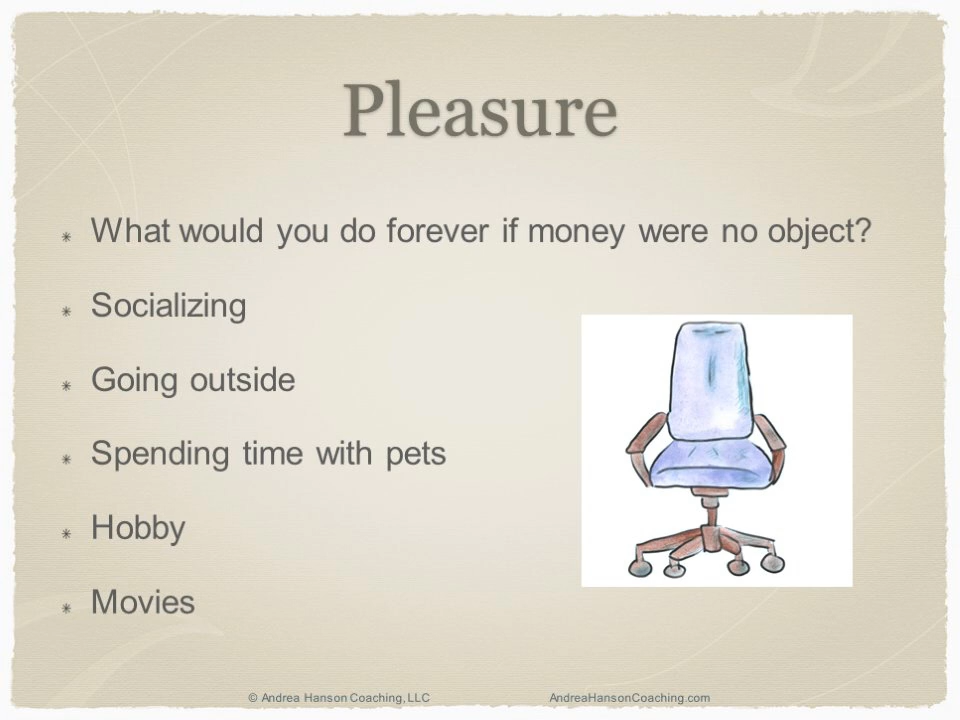 Pleasure
What would you do forever if money were no object?
Socializing
Going outside
Spending time with pets
Hobby
Movies
© Andrea Hanson Coaching, LLC AndreaHansonCoaching.com